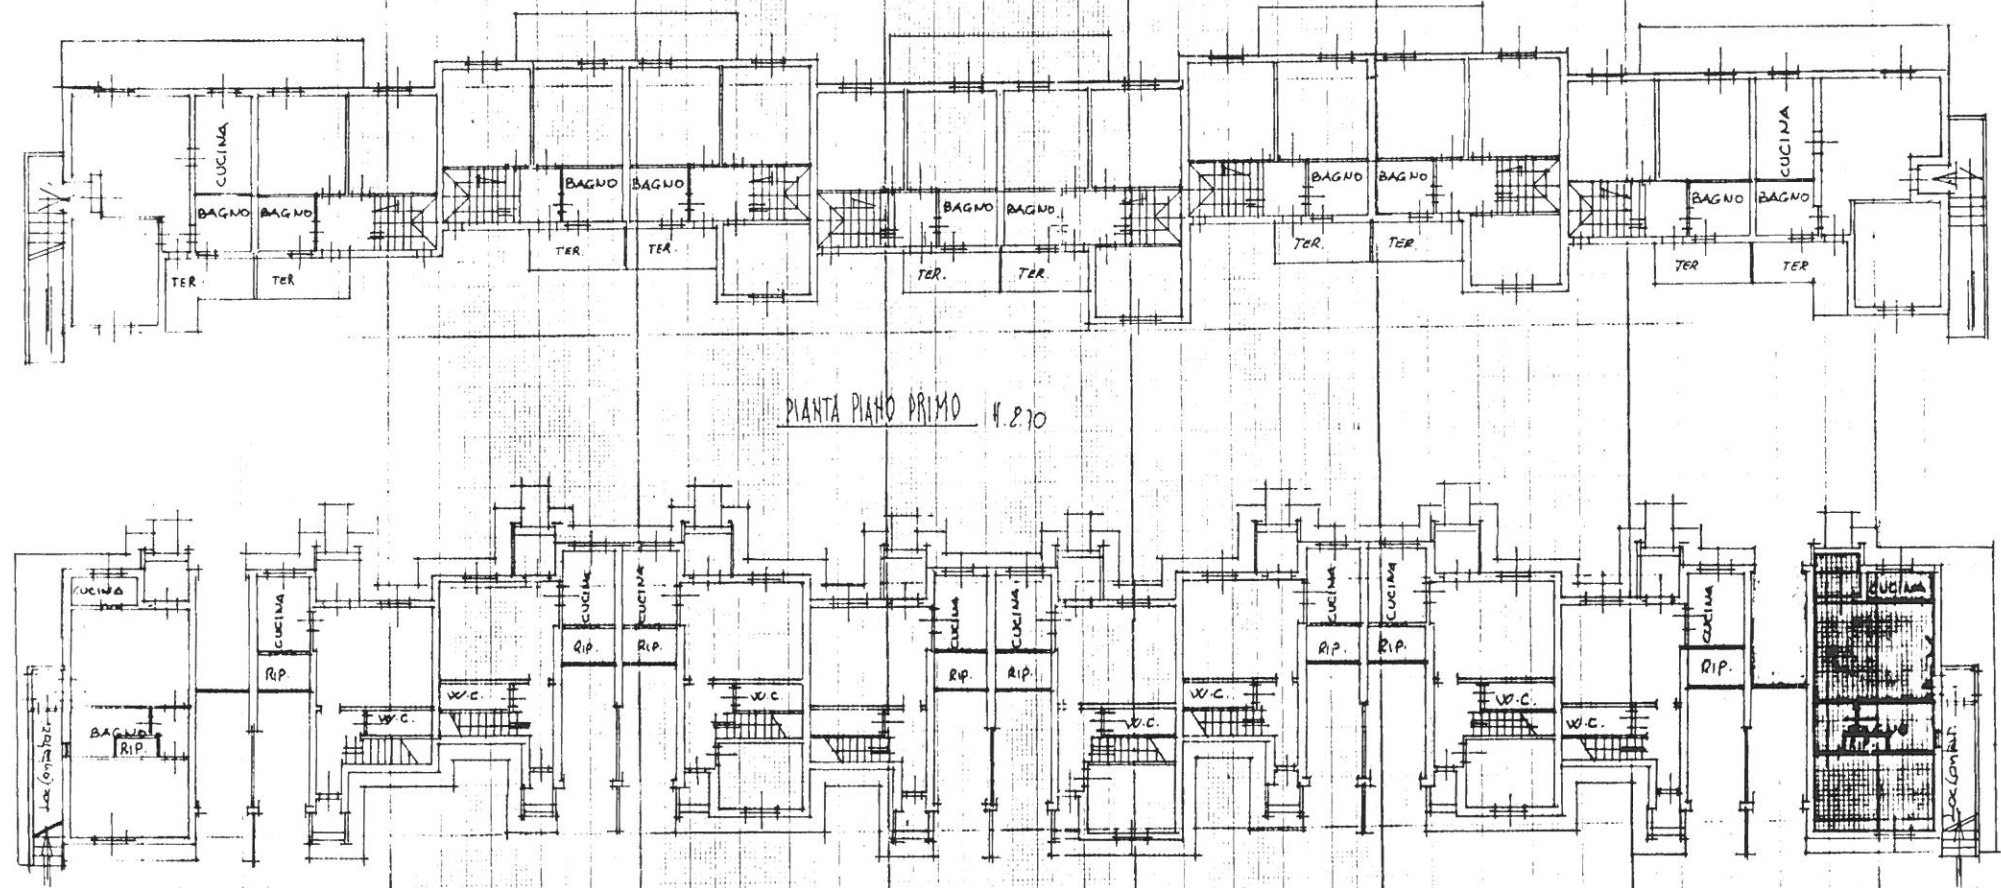 CUCINA
CUCINA
BAGNO BAGNO BAGNO BAGNO BAGNO BAGNO BAGNO BAGNO BAGNO BAGNO
TER TER TER. TER. TER. TER. TER. TER. TER TER
PIANTA PIANO PRIMO H.2.70
CUCINA CUCINA CUCINA CUCINA CUCINA CUCINA CUCINA CUCINA CUCINA CUCINA
RIP. RIP. RIP. RIP. RIP. RIP. RIP. RIP.
W.C. W.C. W.C. W.C. W.C. W.C. W.C. W.C.
BAGNO
RIP.